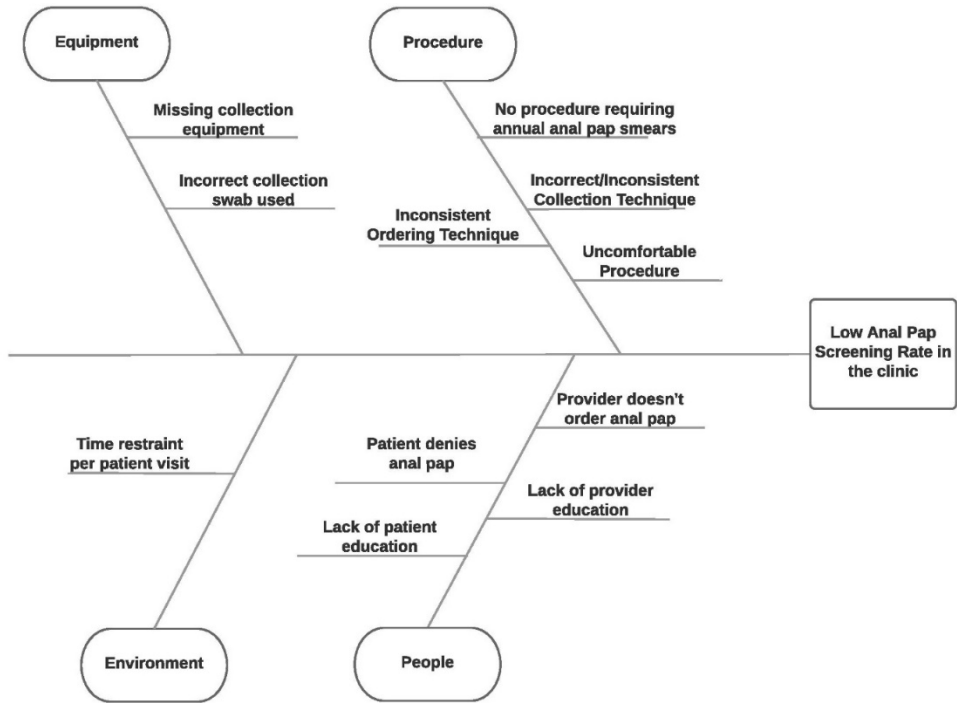 Equipment
Procedure
Missing collection
equipment
No procedure requiring
annual anal pap smears
Incorrect collection
swab used
Incorrect/Inconsistent
Collection Technique
Inconsistent
Ordering Technique
Uncomfortable
Procedure
Low Anal Pap
Screening Rate in
the clinic
Provider doesn't
order anal pap
Time restraint
per patient visit
Patient denies
anal pap
Lack of provider
education
Lack of patient
education
Environment
People